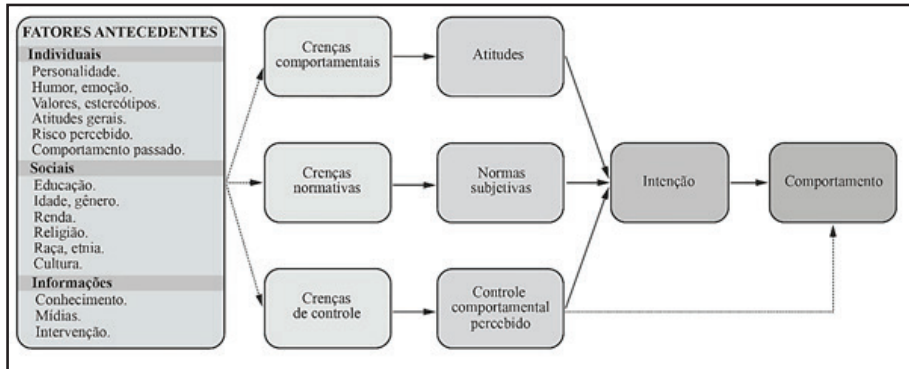 FATORES ANTECEDENTES
Individuais
Personalidade.
Humor, emoção.
Valores, estereótipos.
Atitudes gerais.
Risco percebido.
Comportamento passado.
Sociais
Educação.
Idade, gênero.
Renda.
Religião.
Raça, etnia.
Cultura.
Informações
Conhecimento.
Mídias.
Intervenção.
Crenças
comportamentais
Atitudes
Crenças
normativas
Normas
subjetivas
Intenção
Comportamento
Crenças
de controle
Controle
comportamental
percebido